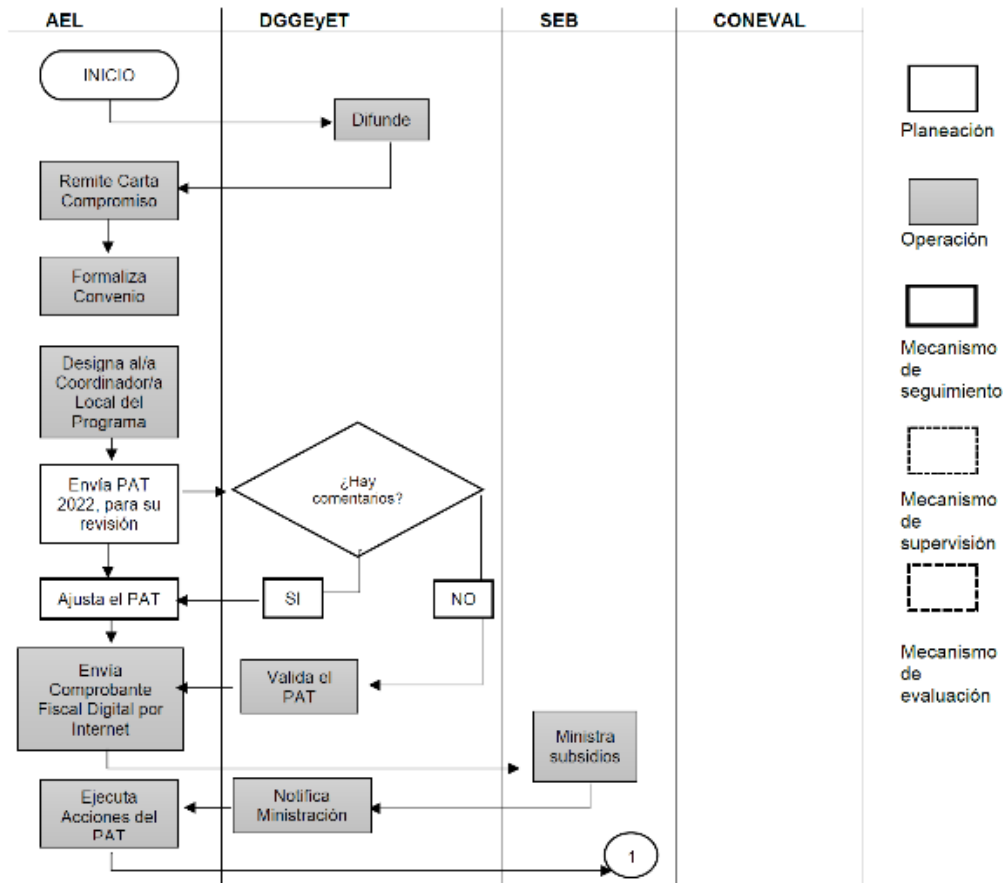 AEL
DGGEyET
SEB
CONEVAL
INICIO
Difunde
Remite Carta
Compromiso
Formaliza
Convenio
Designa al/a
Coordinador/a
Local del
Programa
Envía PAT
2022, para su
revisión
¿Hay
comentarios?
Ajusta el PAT
SI
NO
Envía
Comprobante
Fiscal Digital por
Internet
Valida el
PAT
Ministra
subsidios
Ejecuta
Acciones del
PAT
Notifica
Ministración
1
Planeación
Operación
Mecanismo
de
seguimiento
Mecanismo
de
supervisión
Mecanismo
de
evaluación